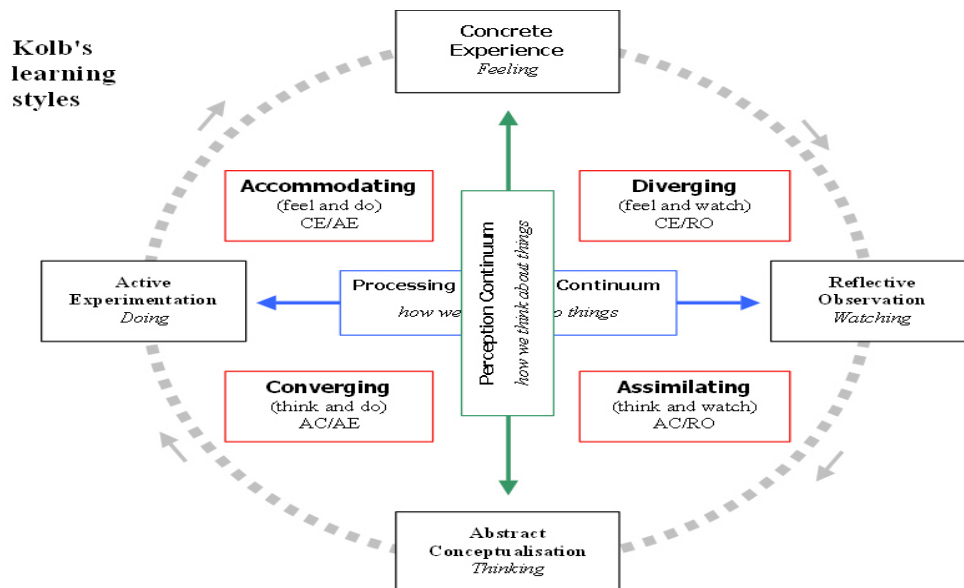 Kolb's
learning
styles
Concrete
Experience
Feeling
Accommodating
(feel and do)
CE/AE
Diverging
(feel and watch)
CE/RO
Active
Experimentation
Doing
Processing Continuum
how we things
Perception Continuum
how we think about things
Reflective
Observation
Watching
Converging
(think and do)
AC/AE
Assimilating
(think and watch)
AC/RO
Abstract
Conceptualisation
Thinking